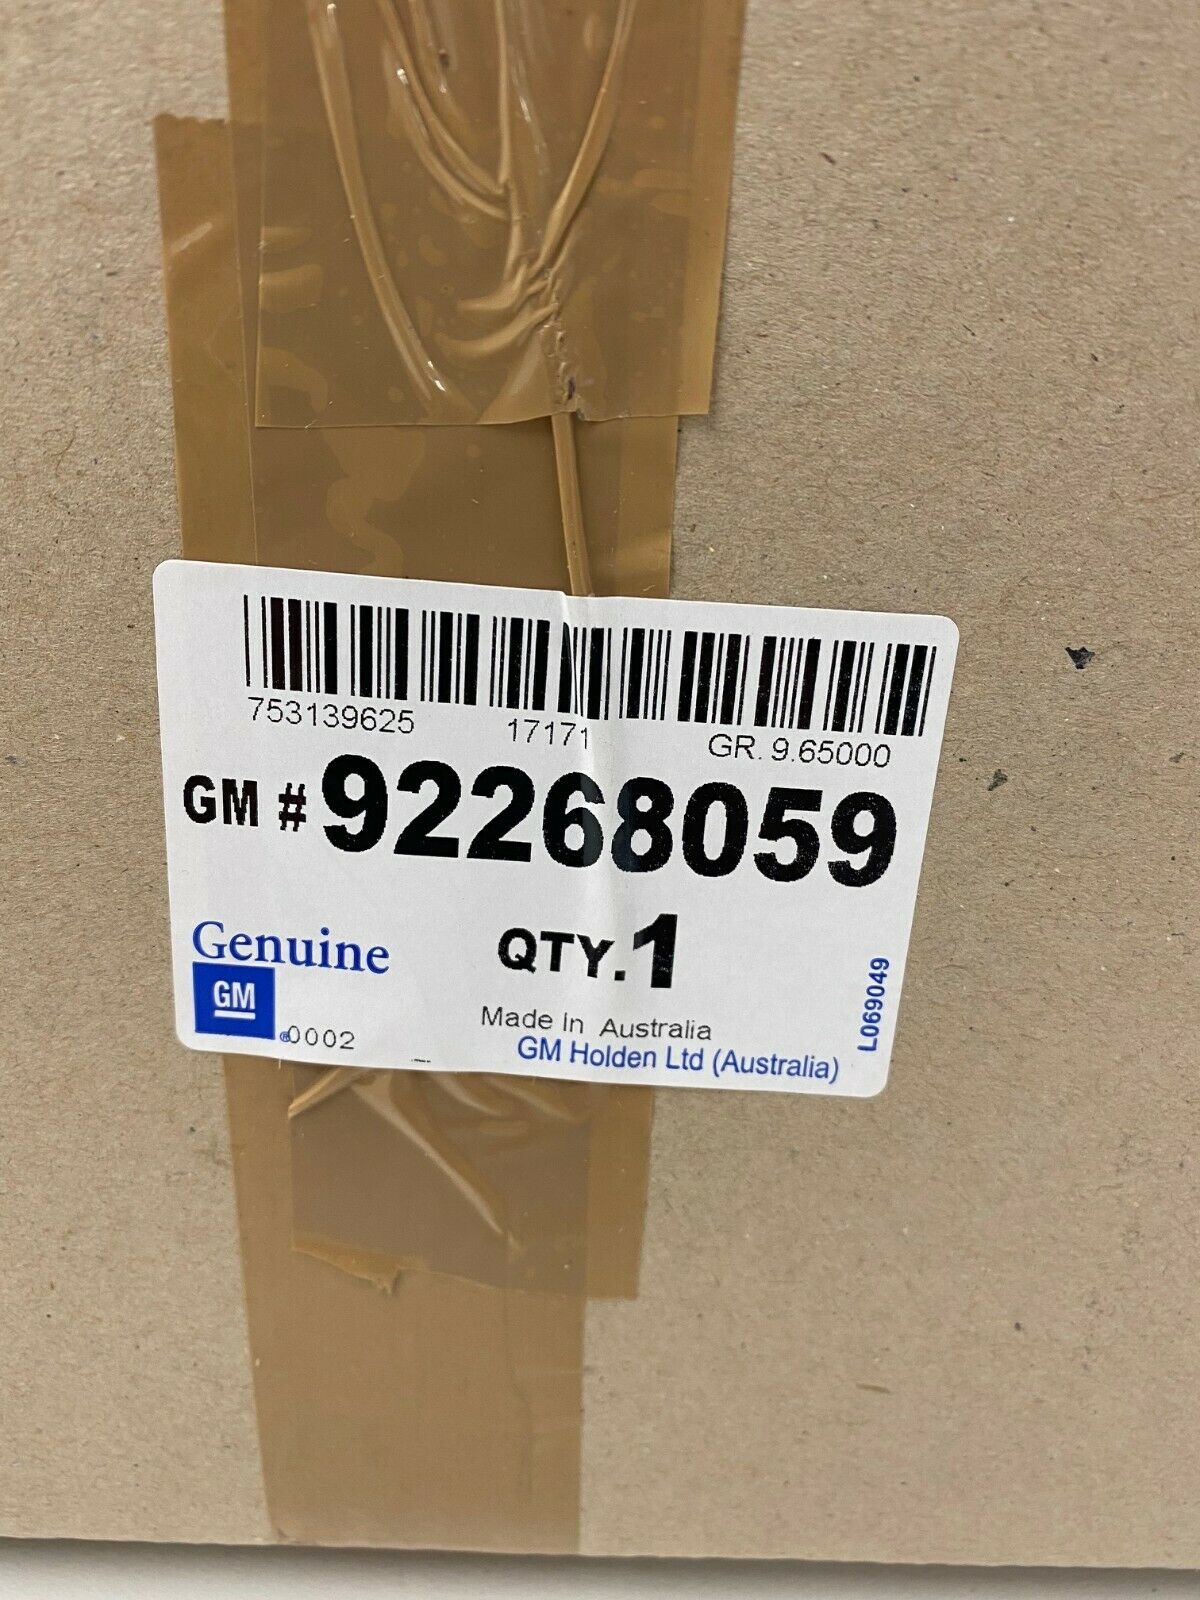 753139625 17171 GR. 9.65000
GM # 92268059
Genuine
QTY.1
GM
®0002
Made In Australia
GM Holden Ltd (Australia)
L069049